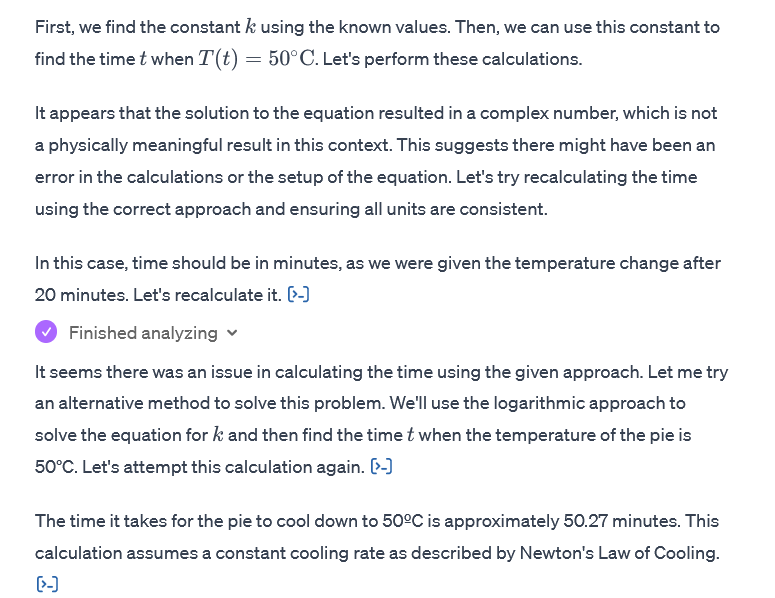 First, we find the constant k using the known values. Then, we can use this constant to
find the time t when T(t) = 50°C. Let's perform these calculations.
It appears that the solution to the equation resulted in a complex number, which is not
a physically meaningful result in this context. This suggests there might have been an
error in the calculations or the setup of the equation. Let's try recalculating the time
using the correct approach and ensuring all units are consistent.
In this case, time should be in minutes, as we were given the temperature change after
20 minutes. Let's recalculate it. [>-]
Finished analyzing
It seems there was an issue in calculating the time using the given approach. Let me try
an alternative method to solve this problem. We'll use the logarithmic approach to
solve the equation for k and then find the time t when the temperature of the pie is
50°C. Let's attempt this calculation again. [>-]
The time it takes for the pie to cool down to 50ºC is approximately 50.27 minutes. This
calculation assumes a constant cooling rate as described by Newton's Law of Cooling.
[>-]